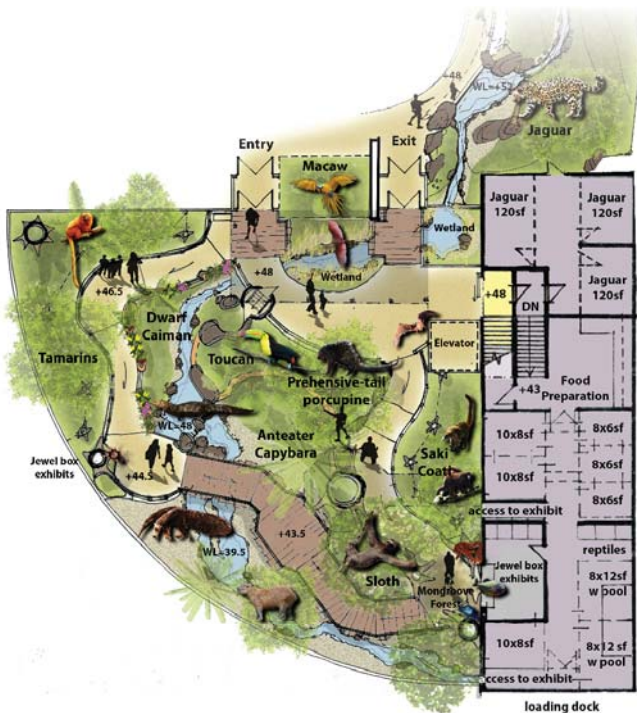 +48
WL=+52
Jaguar
Entry
Exit
Macaw
Jaguar
120sf
Jaguar
120sf
Wetland
Wetland
+48
+46.5
Jaguar
120sf
+48
DN
Dwarf
Caiman
Tamarins
Toucan
Elevator
Prehensive-tail
porcupine
+43
Food
Preparation
WL=48
Anteater
Capybara
Saki
Coati
10x8sf
8x6sf
Jewel box
exhibits
+44.5
10x8sf
8x6sf
8x6sf
access to exhibit
+43.5
WL=39.5
Sloth
Jewel box
exhibits
reptiles
8x12sf
w pool
Mongroove
Forest
10x8sf
8x12 sf
w pool
access to exhibit
loading dock